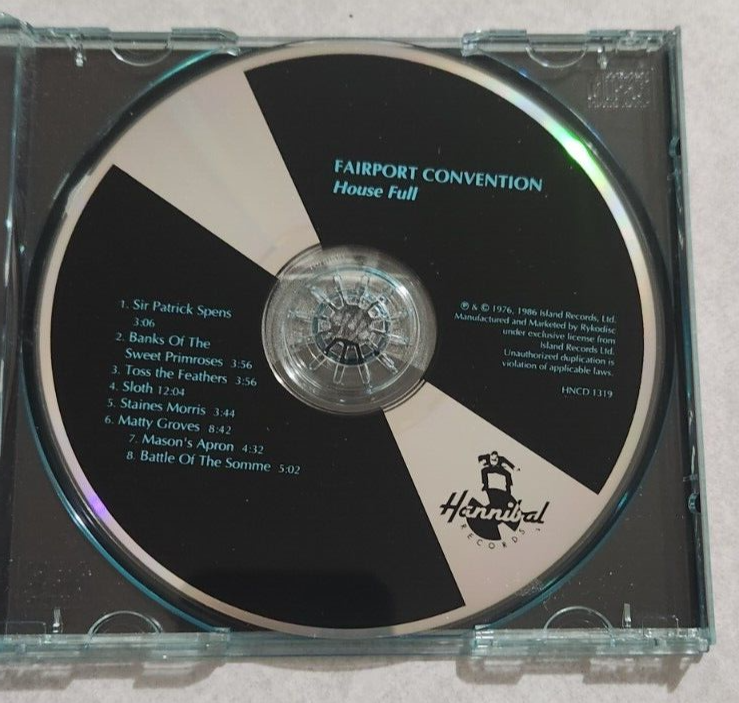 FAIRPORT CONVENTION
House Full
1. Sir Patrick Spens
3:06
2. Banks Of The
Sweet Primroses 3:56
3. Toss the Feathers 3:56
4. Sloth 12:04
5. Staines Morris 3:44
6. Matty Groves 8:42
7. Mason's Apron 4:32
8. Battle Of The Somme 5:02
℗ & © 1976, 1986 Island Records, Ltd.
Manufactured and Marketed by Rykodisc
under exclusive license from
Island Records Ltd.
Unauthorized duplication is
violation of applicable laws.
HNCD 1319
Hannibal
RECORDS